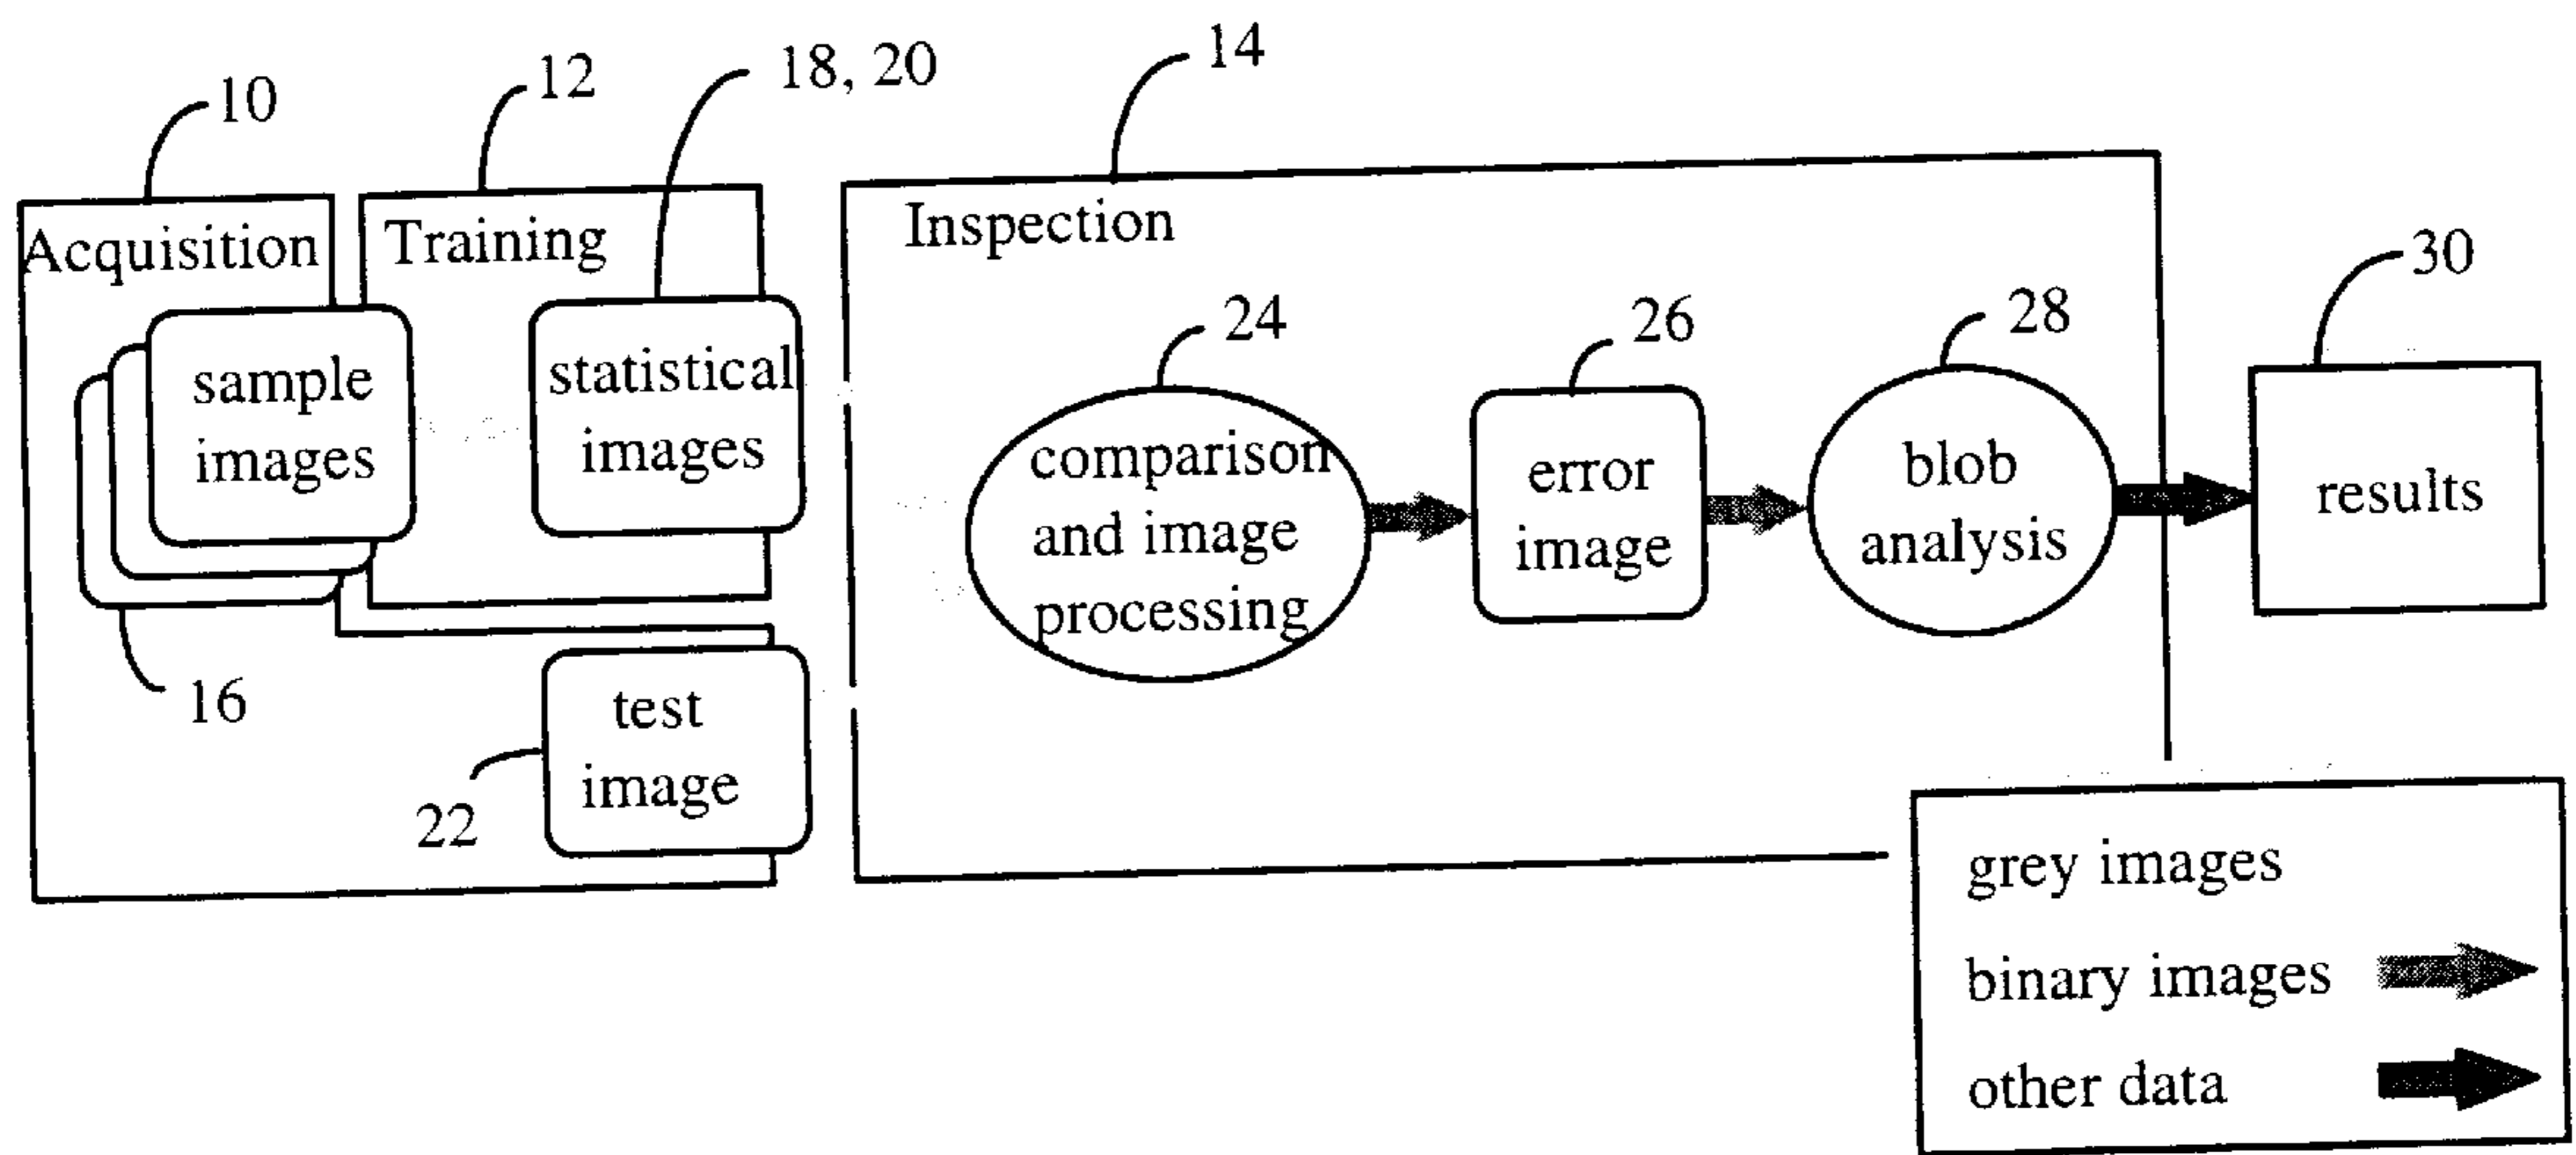 10
12
18, 20
14
Acquisition
Training
Inspection
30
sample
images
statistical
images
24
26
28
comparison
and image
processing
error
image
blob
analysis
results
16
test
image
22
grey images
binary images
other data